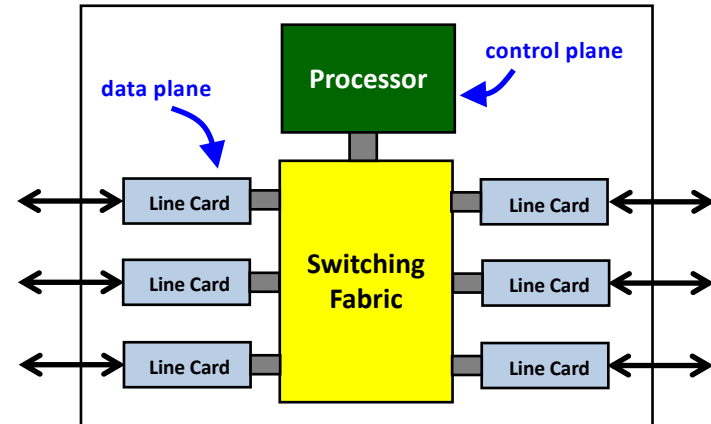 control plane
Processor
data plane
Line Card
Line Card
Switching
Fabric
Line Card
Line Card
Line Card
Line Card